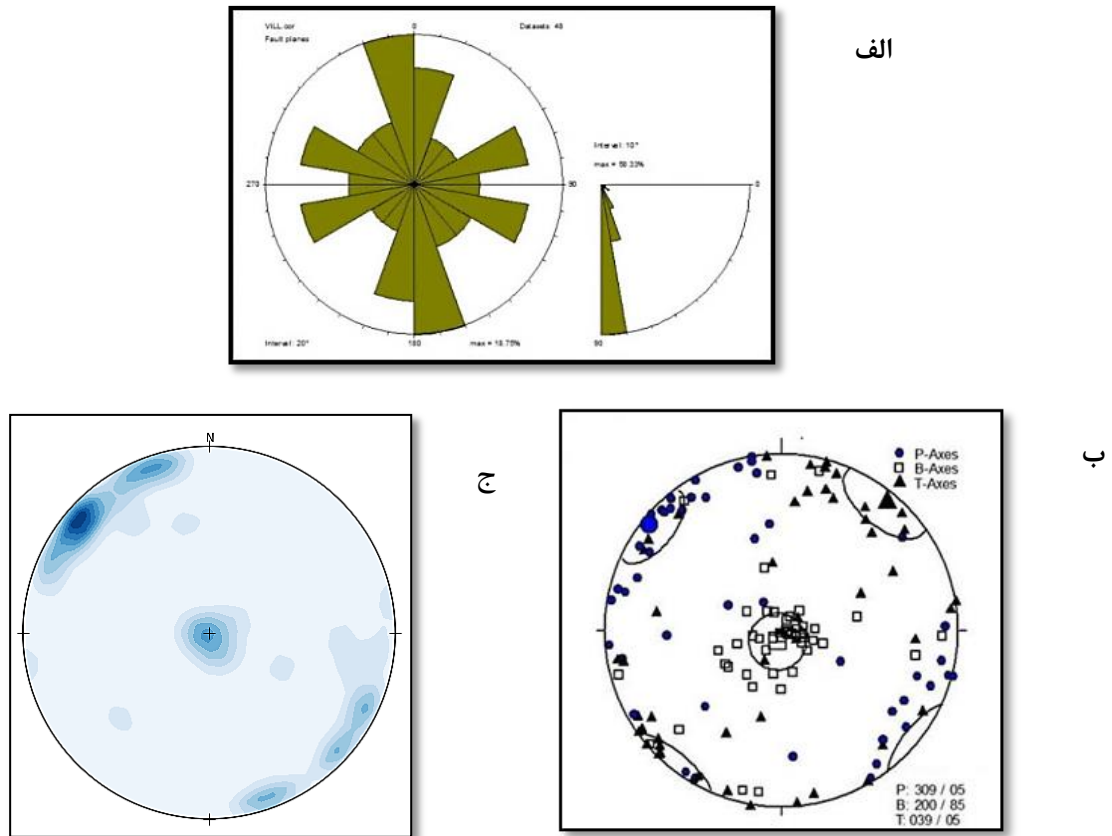 الف
VILL.cor
Fault planes
Datasets: 48
0
270
90
180
Interval: 20°
max = 18.75%
Interval: 10°
max = 58.33%
0
90
ب
P-Axes
B-Axes
T-Axes
P: 309 / 05
B: 200 / 85
T: 039 / 05
ج
N